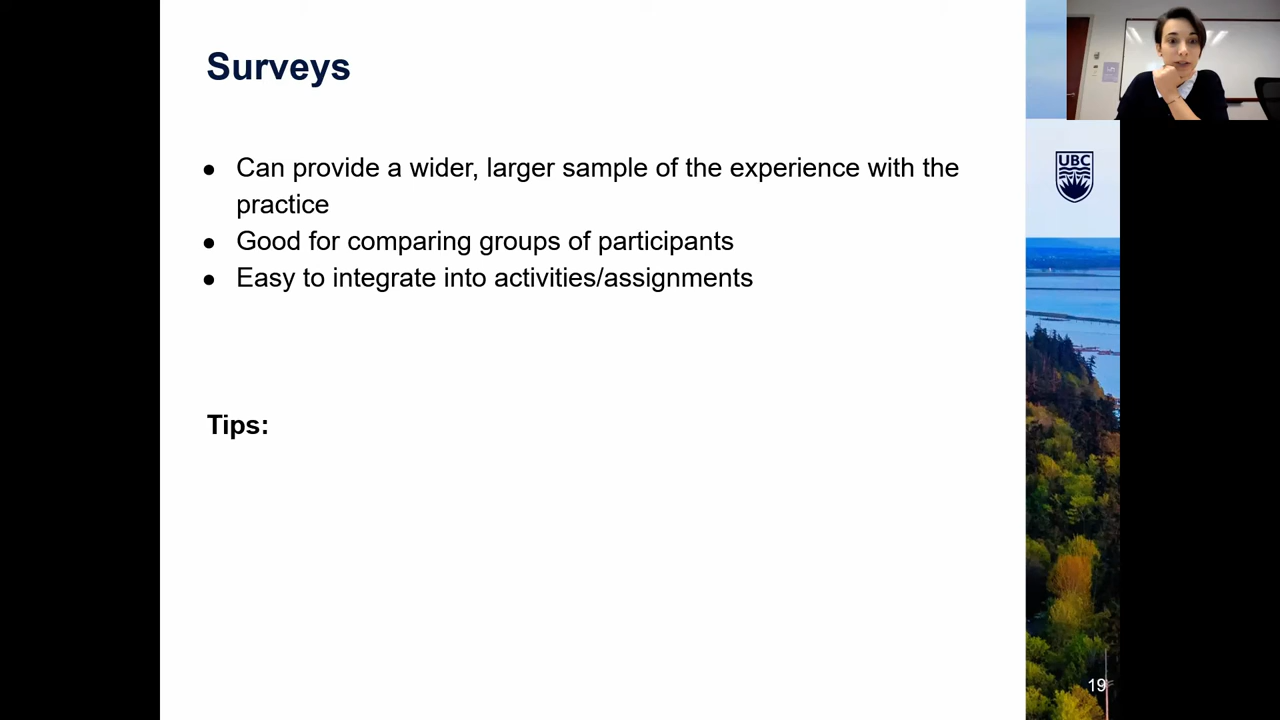 Surveys
● Can provide a wider, larger sample of the experience with the
practice
● Good for comparing groups of participants
● Easy to integrate into activities/assignments
Tips:
UBC
19